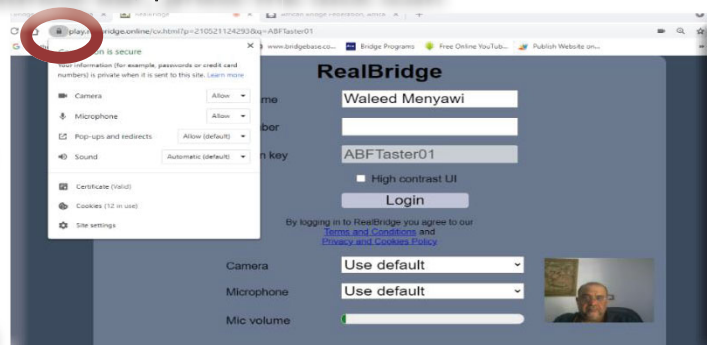 RealBridge
play.realbridge.online/cv.html?p=210521124293&q=ABFTaster01
www.bridgebase.co...
Bridge Programs
Free Online YouTub...
Publish Website on...
is secure
Your information (for example, passwords or credit card
numbers) is private when it is sent to this site. Learn more
Camera Allow
Microphone Allow
Pop-ups and redirects Allow (default)
Sound Automatic (default)
Certificate (Valid)
Cookies (12 in use)
Site settings
RealBridge
Waleed Menyawi
key ABFTaster01
High contrast UI
Login
By logging in to RealBridge you agree to our
Terms and Conditions and
Privacy and Cookies Policy
Camera Use default
Microphone Use default
Mic volume